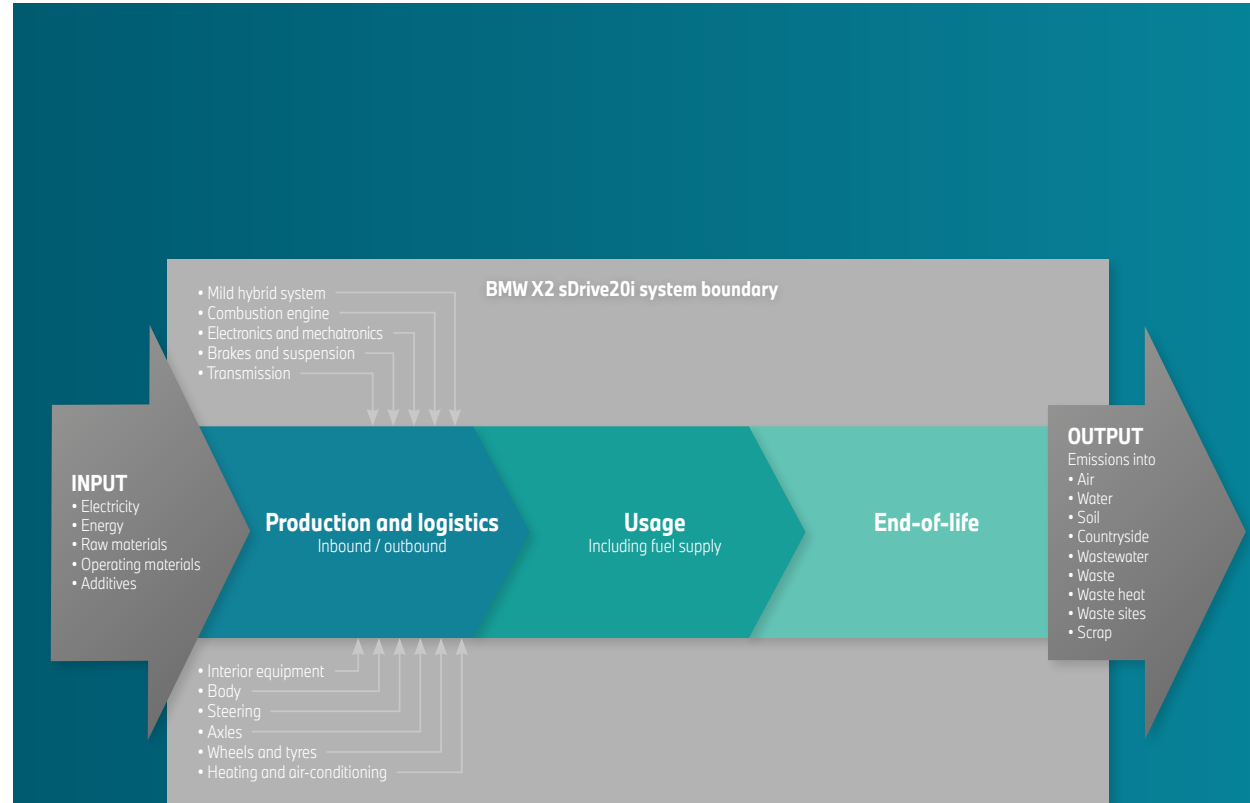 BMW X2 sDrive20i system boundary
• Mild hybrid system
• Combustion engine
• Electronics and mechatronics
• Brakes and suspension
• Transmission
INPUT
• Electricity
• Energy
• Raw materials
• Operating materials
• Additives
Production and logistics
Inbound / outbound
Usage
Including fuel supply
End-of-life
OUTPUT
Emissions into
• Air
• Water
• Soil
• Countryside
• Wastewater
• Waste
• Waste heat
• Waste sites
• Scrap
• Interior equipment
• Body
• Steering
• Axles
• Wheels and tyres
• Heating and air-conditioning